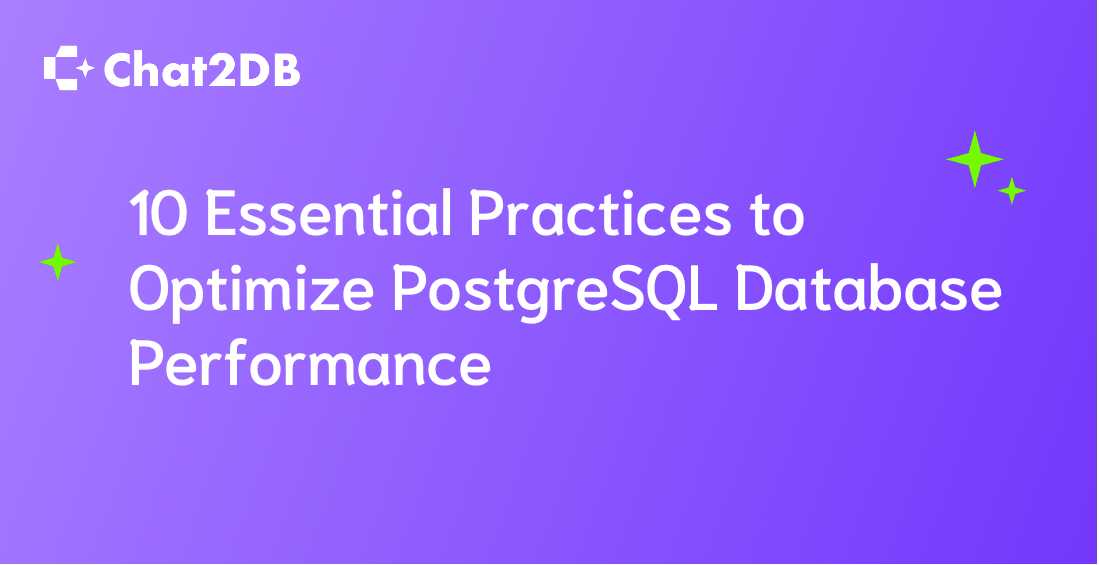 Chat2DB
10 Essential Practices to
Optimize PostgreSQL Database
Performance